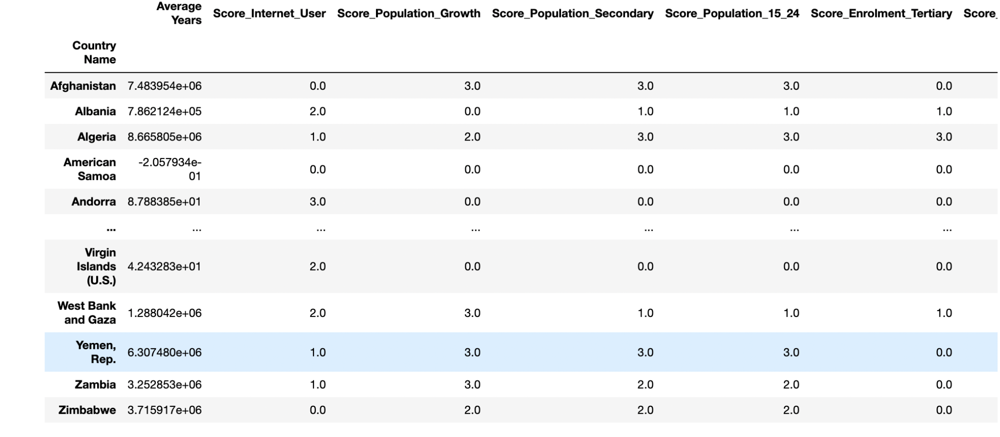 Average Years Score_Internet_User Score_Population_Growth Score_Population_Secondary Score_Population_15_24 Score_Enrolment_Tertiary Score_
Country Name
Afghanistan 7.483954e+06 0.0 3.0 3.0 3.0 0.0
Albania 7.862124e+05 2.0 0.0 1.0 1.0 1.0
Algeria 8.665805e+06 1.0 2.0 3.0 3.0 3.0
American Samoa -2.057934e-01 0.0 0.0 0.0 0.0 0.0
Andorra 8.788385e+01 3.0 0.0 0.0 0.0 0.0
... ... ... ... ... ... ...
Virgin Islands (U.S.) 4.243283e+01 2.0 0.0 0.0 0.0 0.0
West Bank and Gaza 1.288042e+06 2.0 3.0 1.0 1.0 1.0
Yemen, Rep. 6.307480e+06 1.0 3.0 3.0 3.0 0.0
Zambia 3.252853e+06 1.0 3.0 2.0 2.0 0.0
Zimbabwe 3.715917e+06 0.0 2.0 2.0 2.0 0.0